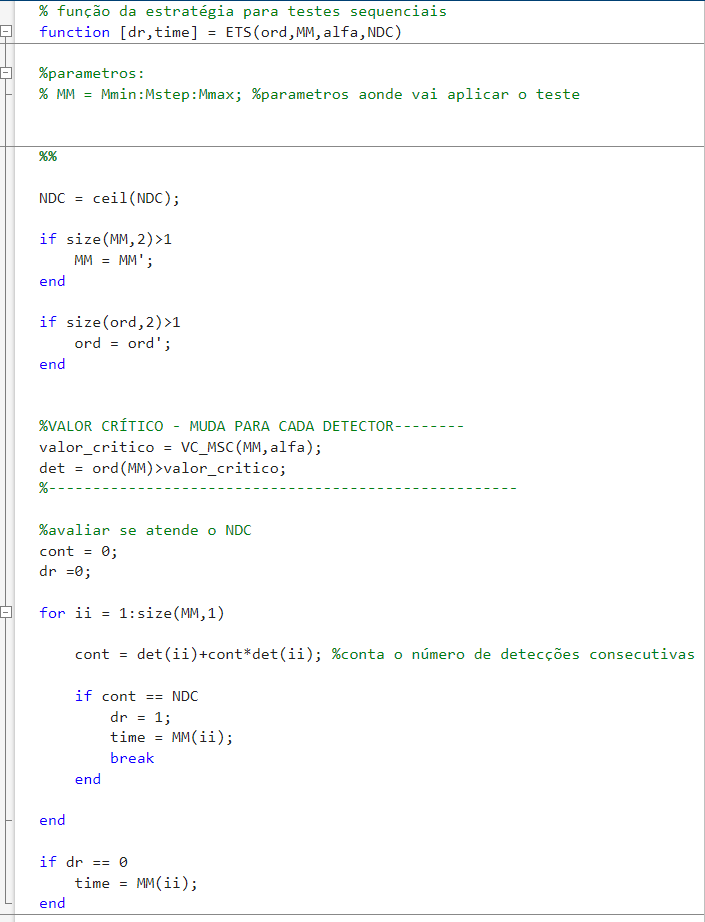 % função da estratégia para testes sequenciais
function [dr,time] = ETS(ord,MM,alfa,NDC)
%parametros:
% MM = Mmin:Mstep:Mmax; %parametros aonde vai aplicar o teste
%%
NDC = ceil(NDC);
if size(MM,2)>1
    MM = MM';
end
if size(ord,2)>1
    ord = ord';
end
%VALOR CRÍTICO - MUDA PARA CADA DETECTOR--------
valor_critico = VC_MSC(MM,alfa);
det = ord(MM)>valor_critico;
%-----------------------------------------------------
%avaliar se atende o NDC
cont = 0;
dr =0;
for ii = 1:size(MM,1)
    cont = det(ii)+cont*det(ii); %conta o número de detecções consecutivas
    if cont == NDC
        dr = 1;
        time = MM(ii);
        break
    end
end
if dr == 0
    time = MM(ii);
end